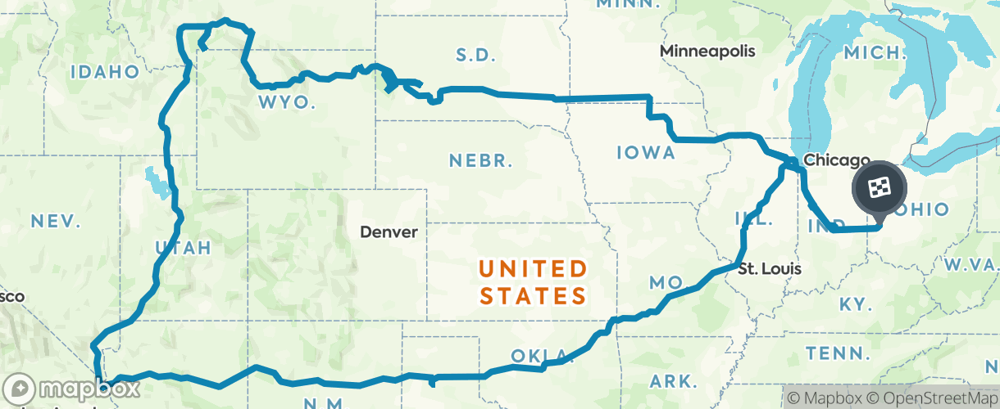 MINN.
Minneapolis
S.D.
MICH.
IDAHO
WYO.
IOWA
NEBR.
Chicago
OHIO
NEV.
ILL.
IND.
Denver
UTAH
W.VA.
UNITED
STATES
St. Louis
MO.
sco
KY.
OKLA.
TENN.
ARK.
mapbox
N.M.
© Mapbox © OpenStreetMap